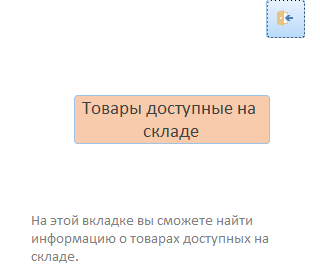 Товары доступные на
складе
На этой вкладке вы сможете найти
информацию о товарах доступных на
складе.